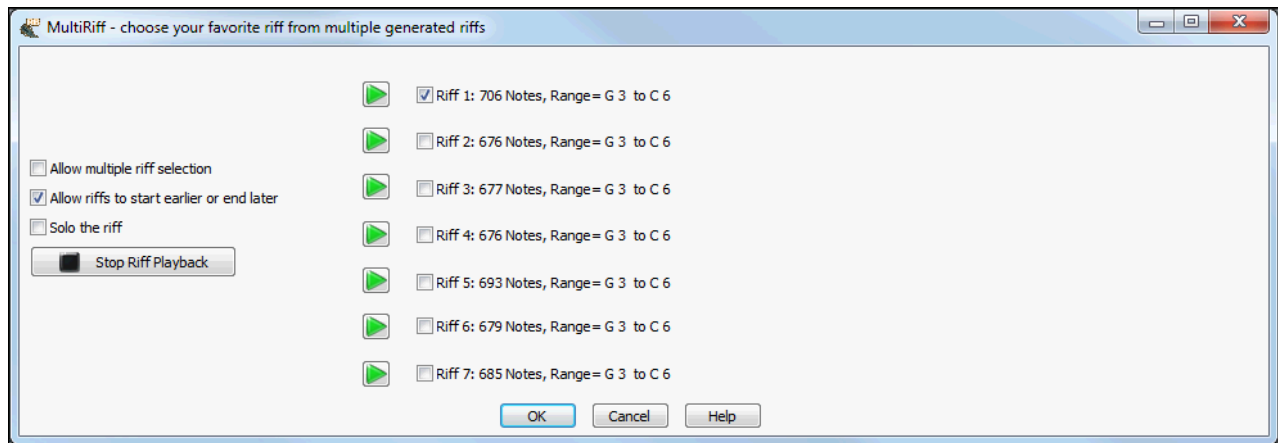 MultiRiff - choose your favorite riff from multiple generated riffs
Allow multiple riff selection
Allow riffs to start earlier or end later
Solo the riff
Stop Riff Playback
Riff 1: 706 Notes, Range= G 3 to C 6
Riff 2: 676 Notes, Range= G 3 to C 6
Riff 3: 677 Notes, Range= G 3 to C 6
Riff 4: 676 Notes, Range= G 3 to C 6
Riff 5: 693 Notes, Range= G 3 to C 6
Riff 6: 679 Notes, Range= G 3 to C 6
Riff 7: 685 Notes, Range= G 3 to C 6
OK Cancel Help